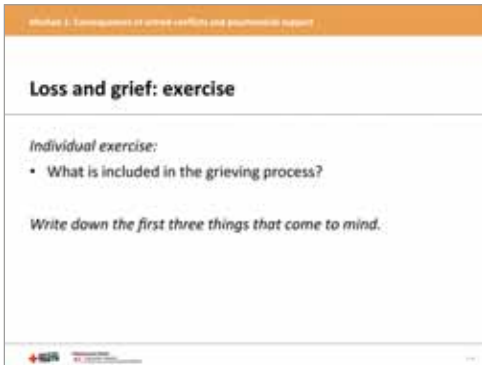 Module 2: Consequences of armed conflicts and psychosocial support
Loss and grief: exercise
Individual exercise:
• What is included in the grieving process?
Write down the first three things that come to mind.